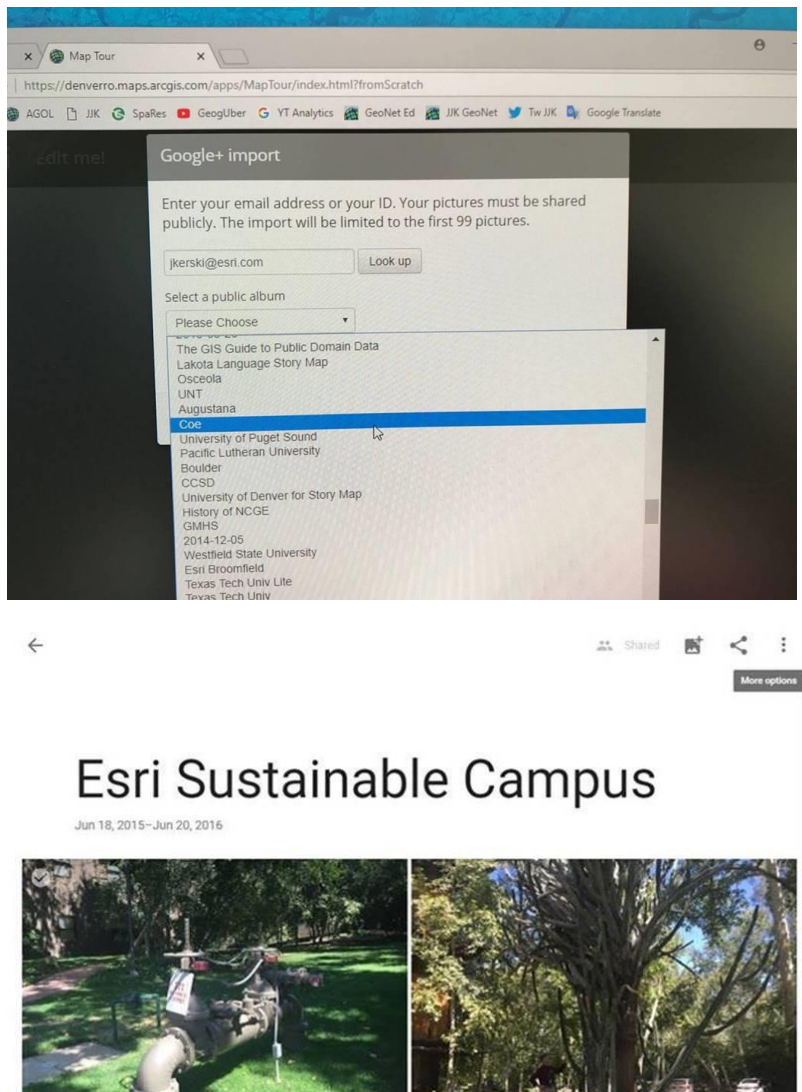 Map Tour
https://denverro.maps.arcgis.com/apps/MapTour/index.html?fromScratch
AGOL JJK SpaRes GeogUber YT Analytics GeoNet Ed JJK GeoNet Tw JJK Google Translate
Edit me!
Google+ import
Enter your email address or your ID. Your pictures must be shared
publicly. The import will be limited to the first 99 pictures.
jkerski@esri.com Look up
Select a public album
Please Choose
The GIS Guide to Public Domain Data
Lakota Language Story Map
Osceola
UNT
Augustana
Coe
University of Puget Sound
Pacific Lutheran University
Boulder
CCSD
University of Denver for Story Map
History of NCGE
GMHS
2014-12-05
Westfield State University
Esri Broomfield
Texas Tech Univ Lite
Texas Tech Univ
Shared
More options
Esri Sustainable Campus
Jun 18, 2015–Jun 20, 2016